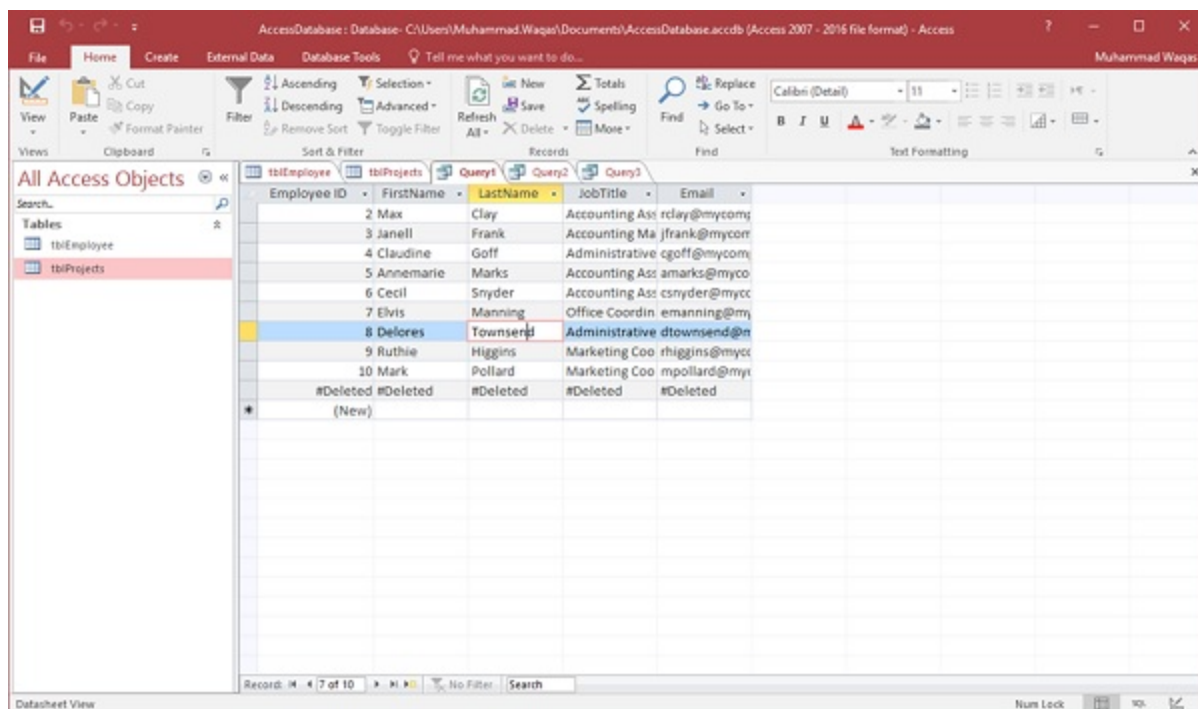 AccessDatabase : Database- C:\Users\Muhammad.Waqas\Documents\AccessDatabase.accdb (Access 2007 - 2016 file format) - Access
File Home Create External Data Database Tools Tell me what you want to do... Muhammad Waqas
View
Paste
Cut
Copy
Format Painter
Filter
Ascending
Descending
Remove Sort
Selection
Advanced
Toggle Filter
Refresh All
New
Save
Delete
Totals
Spelling
More
Find
Replace
Go To
Select
Calibri (Detail) 11
B I U A
Views Clipboard Sort & Filter Records Find Text Formatting
All Access Objects
Search...
Tables
tblEmployee
tblProjects
tblEmployee tblProjects Query1 Query2 Query3
Employee ID FirstName LastName JobTitle Email
2 Max Clay Accounting Ass rclay@mycomp
3 Janell Frank Accounting Ma jfrank@mycom
4 Claudine Goff Administrative cgoff@mycom
5 Annemarie Marks Accounting Ass amarks@myco
6 Cecil Snyder Accounting Ass csnyder@myco
7 Elvis Manning Office Coordin emanning@my
8 Delores Townsend Administrative dtownsend@m
9 Ruthie Higgins Marketing Coo rhiggins@myco
10 Mark Pollard Marketing Coo mpollard@my
#Deleted #Deleted #Deleted #Deleted #Deleted
(New)
Record: 7 of 10 No Filter Search
Datasheet View Num Lock SQL